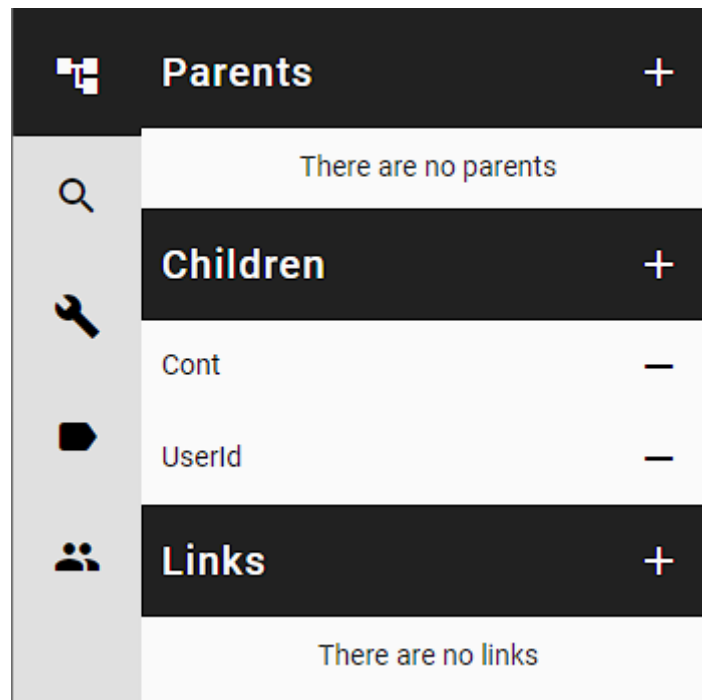 Parents
There are no parents
Children
Cont
UserId
Links
There are no links